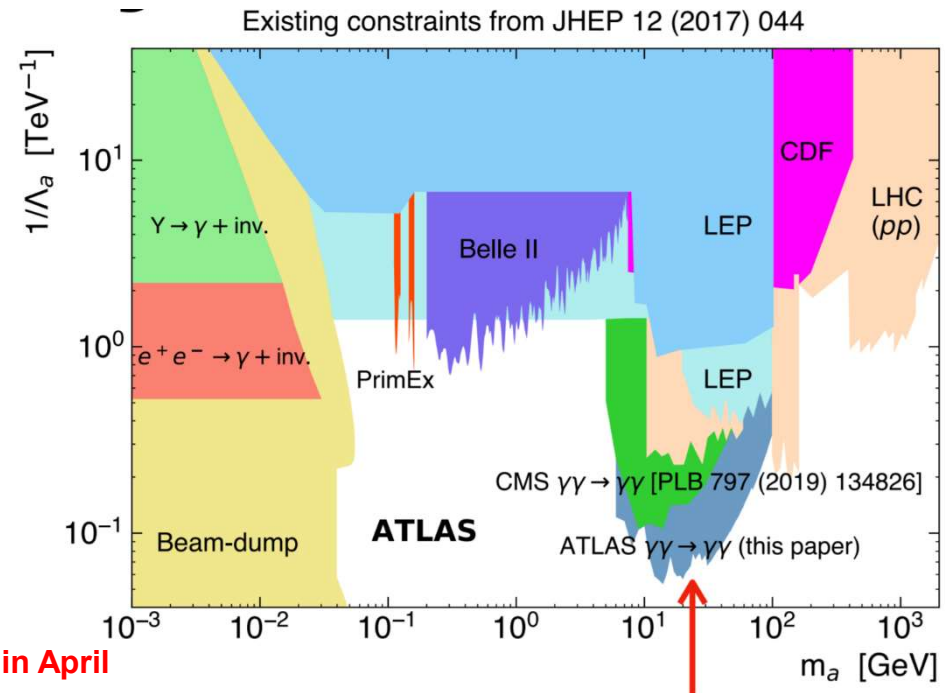 Existing constraints from JHEP 12 (2017) 044
1/Λₐ [TeV⁻¹]
10¹
10⁰
10⁻¹
CDF
LHC
(pp)
Υ → γ + inv.
Belle II
LEP
e⁺e⁻ → γ + inv.
PrimEx
LEP
CMS γγ → γγ [PLB 797 (2019) 134826]
ATLAS
Beam-dump
ATLAS γγ → γγ (this paper)
10⁻³ 10⁻² 10⁻¹ 10⁰ 10¹ 10² 10³
mₐ [GeV]
in April